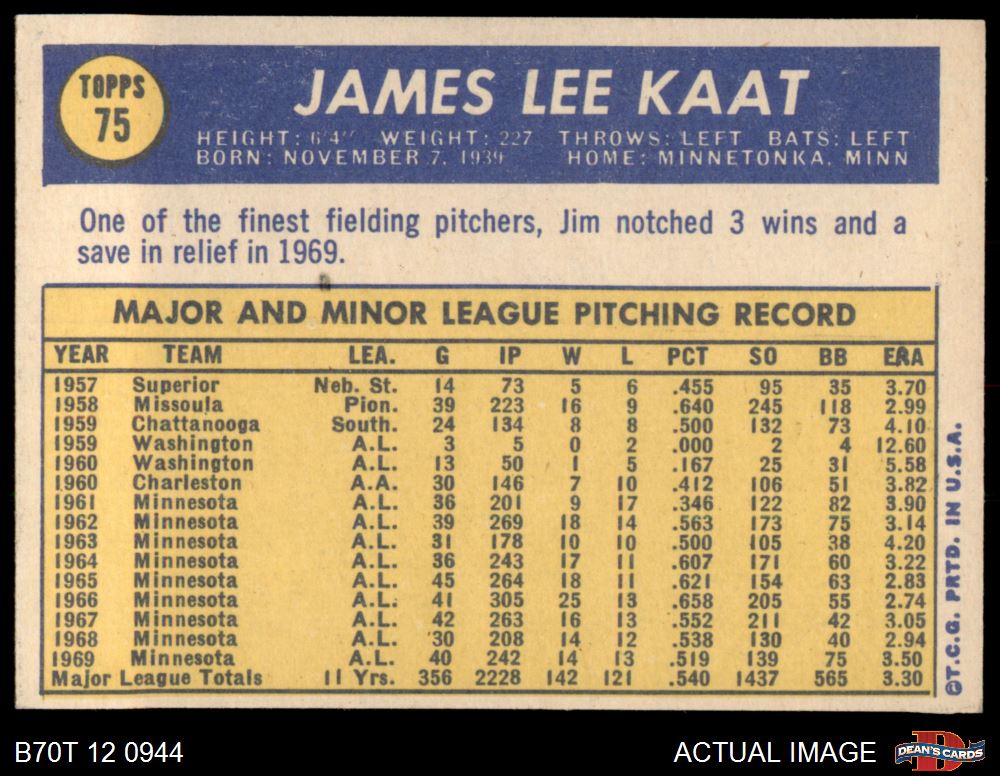 TOPPS
75
JAMES LEE KAAT
HEIGHT: 6'4" WEIGHT: 227 THROWS: LEFT BATS: LEFT
BORN: NOVEMBER 7, 1939 HOME: MINNETONKA, MINN
One of the finest fielding pitchers, Jim notched 3 wins and a
save in relief in 1969.
MAJOR AND MINOR LEAGUE PITCHING RECORD
YEAR TEAM LEA. G IP W L PCT SO BB ERA
1957 Superior Neb. St. 14 73 5 6 .455 95 35 3.70
1958 Missoula Pion. 39 223 16 9 .640 245 118 2.99
1959 Chattanooga South. 24 134 8 8 .500 132 73 4.10
1959 Washington A.L. 3 5 0 2 .000 2 4 12.60
1960 Washington A.L. 13 50 1 5 .167 25 31 5.58
1960 Charleston A.A. 30 146 7 10 .412 106 51 3.82
1961 Minnesota A.L. 36 201 9 17 .346 122 82 3.90
1962 Minnesota A.L. 39 269 18 14 .563 173 75 3.14
1963 Minnesota A.L. 31 178 10 10 .500 105 38 4.20
1964 Minnesota A.L. 36 243 17 11 .607 171 60 3.22
1965 Minnesota A.L. 45 264 18 11 .621 154 63 2.83
1966 Minnesota A.L. 41 305 25 13 .658 205 55 2.74
1967 Minnesota A.L. 42 263 16 13 .552 211 42 3.05
1968 Minnesota A.L. 30 208 14 12 .538 130 40 2.94
1969 Minnesota A.L. 40 242 14 13 .519 139 75 3.50
Major League Totals 11 Yrs. 356 2228 142 121 .540 1437 565 3.30
©T.C.G. PRTD. IN U.S.A.
B70T 12 0944
ACTUAL IMAGE
D
DEAN'S CARDS